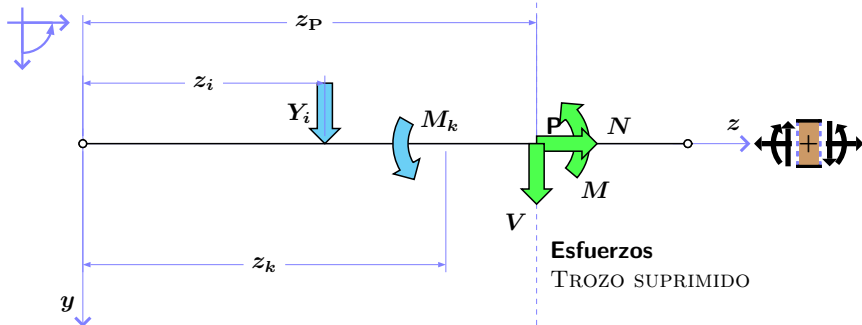 z_P
z_i
Y_i
M_k
P
N
z
M
V
z_k
Esfuerzos
TROZO SUPRIMIDO
y